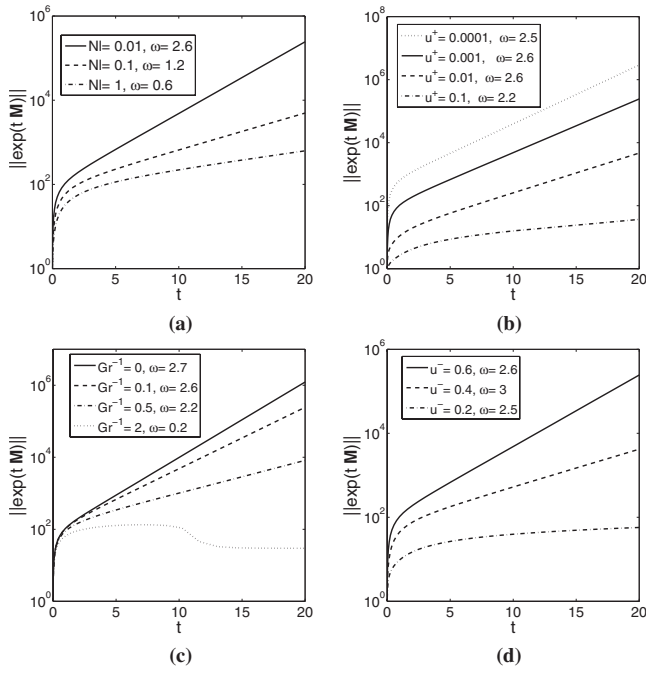 10^6
10^4
10^2
10^0
||exp(t M)||
Nl= 0.01, ω= 2.6
Nl= 0.1, ω= 1.2
Nl= 1, ω= 0.6
0 5 10 15 20
t
(a)
10^8
10^6
10^4
10^2
10^0
||exp(t M)||
u^+= 0.0001, ω= 2.5
u^+= 0.001, ω= 2.6
u^+= 0.01, ω= 2.6
u^+= 0.1, ω= 2.2
0 5 10 15 20
t
(b)
10^6
10^4
10^2
10^0
||exp(t M)||
Gr^-1= 0, ω= 2.7
Gr^-1= 0.1, ω= 2.6
Gr^-1= 0.5, ω= 2.2
Gr^-1= 2, ω= 0.2
0 5 10 15 20
t
(c)
10^6
10^4
10^2
10^0
||exp(t M)||
u^-= 0.6, ω= 2.6
u^-= 0.4, ω= 3
u^-= 0.2, ω= 2.5
0 5 10 15 20
t
(d)